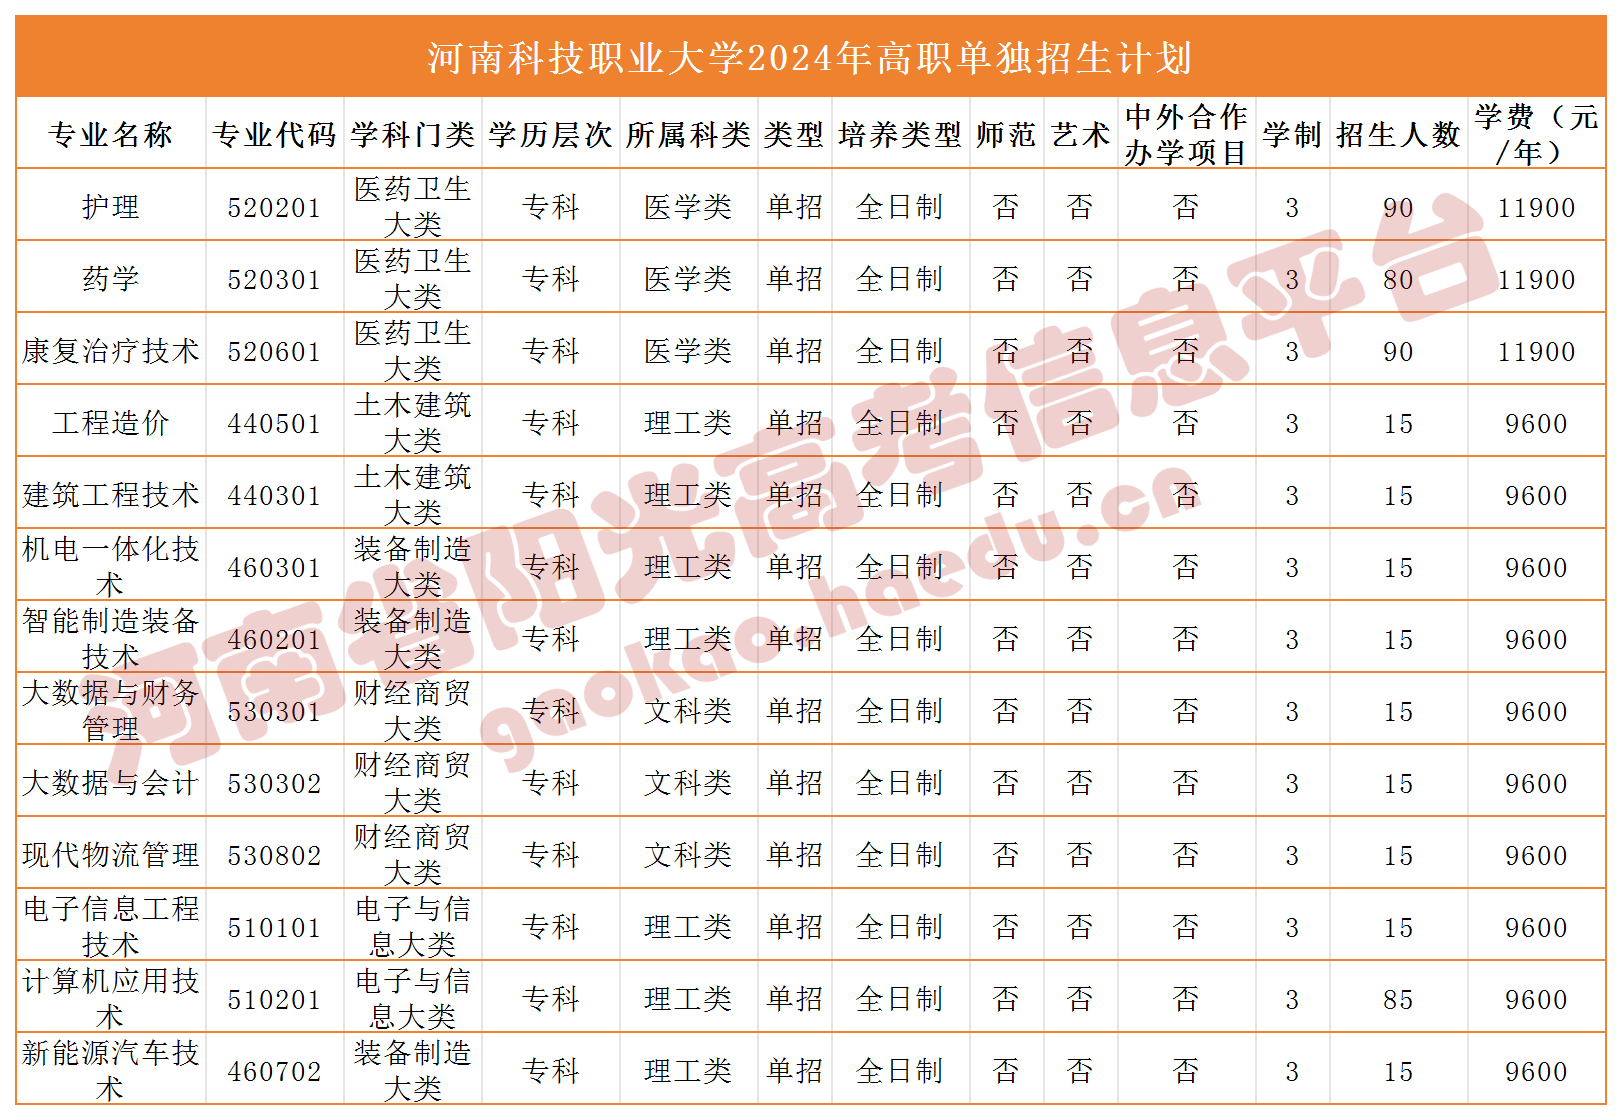 河南科技职业大学2024年高职单独招生计划
专业名称 专业代码 学科门类 学历层次 所属科类 类型 培养类型 师范 艺术 中外合作办学项目 学制 招生人数 学费（元/年）
护理 520201 医药卫生大类 专科 医学类 单招 全日制 否 否 否 3 90 11900
药学 520301 医药卫生大类 专科 医学类 单招 全日制 否 否 否 3 80 11900
康复治疗技术 520601 医药卫生大类 专科 医学类 单招 全日制 否 否 否 3 90 11900
工程造价 440501 土木建筑大类 专科 理工类 单招 全日制 否 否 否 3 15 9600
建筑工程技术 440301 土木建筑大类 专科 理工类 单招 全日制 否 否 否 3 15 9600
机电一体化技术 460301 装备制造大类 专科 理工类 单招 全日制 否 否 否 3 15 9600
智能制造装备技术 460201 装备制造大类 专科 理工类 单招 全日制 否 否 否 3 15 9600
大数据与财务管理 530301 财经商贸大类 专科 文科类 单招 全日制 否 否 否 3 15 9600
大数据与会计 530302 财经商贸大类 专科 文科类 单招 全日制 否 否 否 3 15 9600
现代物流管理 530802 财经商贸大类 专科 文科类 单招 全日制 否 否 否 3 15 9600
电子信息工程技术 510101 电子与信息大类 专科 理工类 单招 全日制 否 否 否 3 15 9600
计算机应用技术 510201 电子与信息大类 专科 理工类 单招 全日制 否 否 否 3 85 9600
新能源汽车技术 460702 装备制造大类 专科 理工类 单招 全日制 否 否 否 3 15 9600
河南省阳光高考信息平台
gaokao.haedu.cn